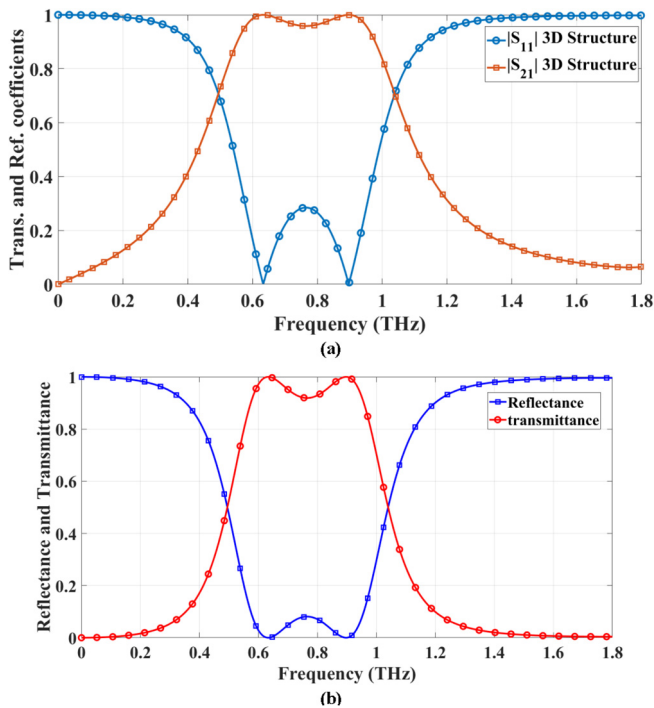 1
0.8
0.6
0.4
0.2
0
Trans. and Ref. coefficients
|S11| 3D Structure
|S21| 3D Structure
0 0.2 0.4 0.6 0.8 1 1.2 1.4 1.6 1.8
Frequency (THz)
(a)
1
0.8
0.6
0.4
0.2
0
Reflectance and Transmittance
Reflectance
transmittance
0 0.2 0.4 0.6 0.8 1 1.2 1.4 1.6 1.8
Frequency (THz)
(b)